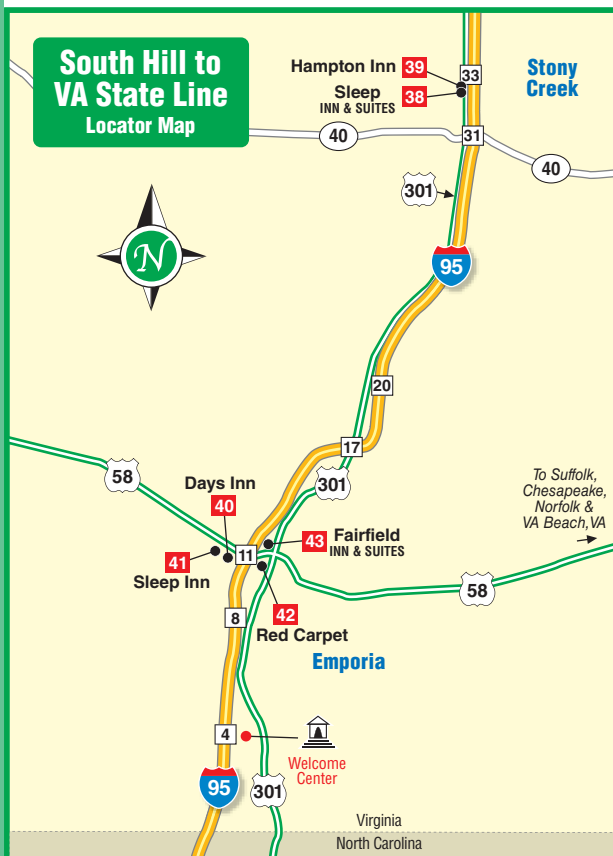 South Hill to
VA State Line
Locator Map
Hampton Inn 39
Sleep
INN & SUITES 38
33
Stony
Creek
31
40
40
301
N
95
20
17
58
301
Days Inn
40
To Suffolk,
Chesapeake,
Norfolk &
VA Beach, VA
43 Fairfield
INN & SUITES
11
41
Sleep Inn
58
42
Red Carpet
8
Emporia
4
Welcome
Center
95
301
Virginia
North Carolina